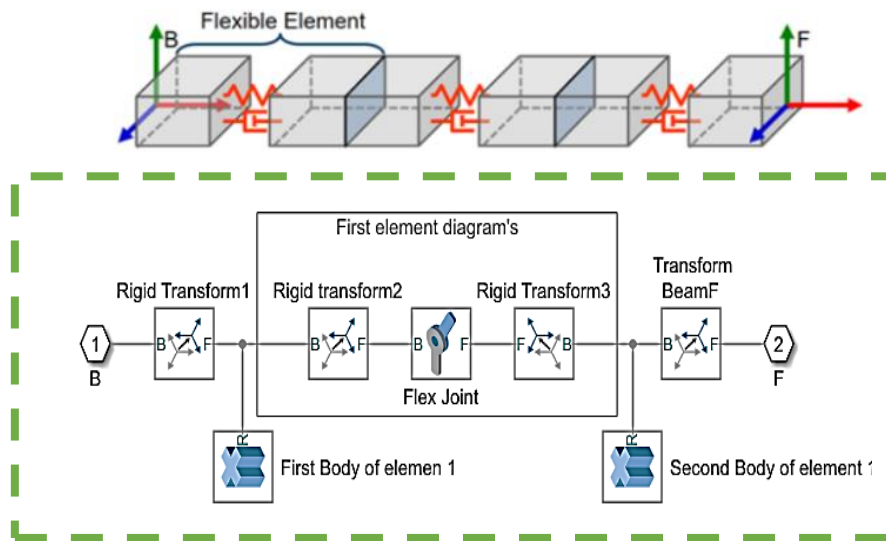 Flexible Element
B
F
First element diagram's
Transform
BeamF
Rigid Transform1
Rigid transform2
Rigid Transform3
1
B
B
F
B
F
B
F
F
B
B
F
2
F
Flex Joint
R
First Body of elemen 1
R
Second Body of element 1